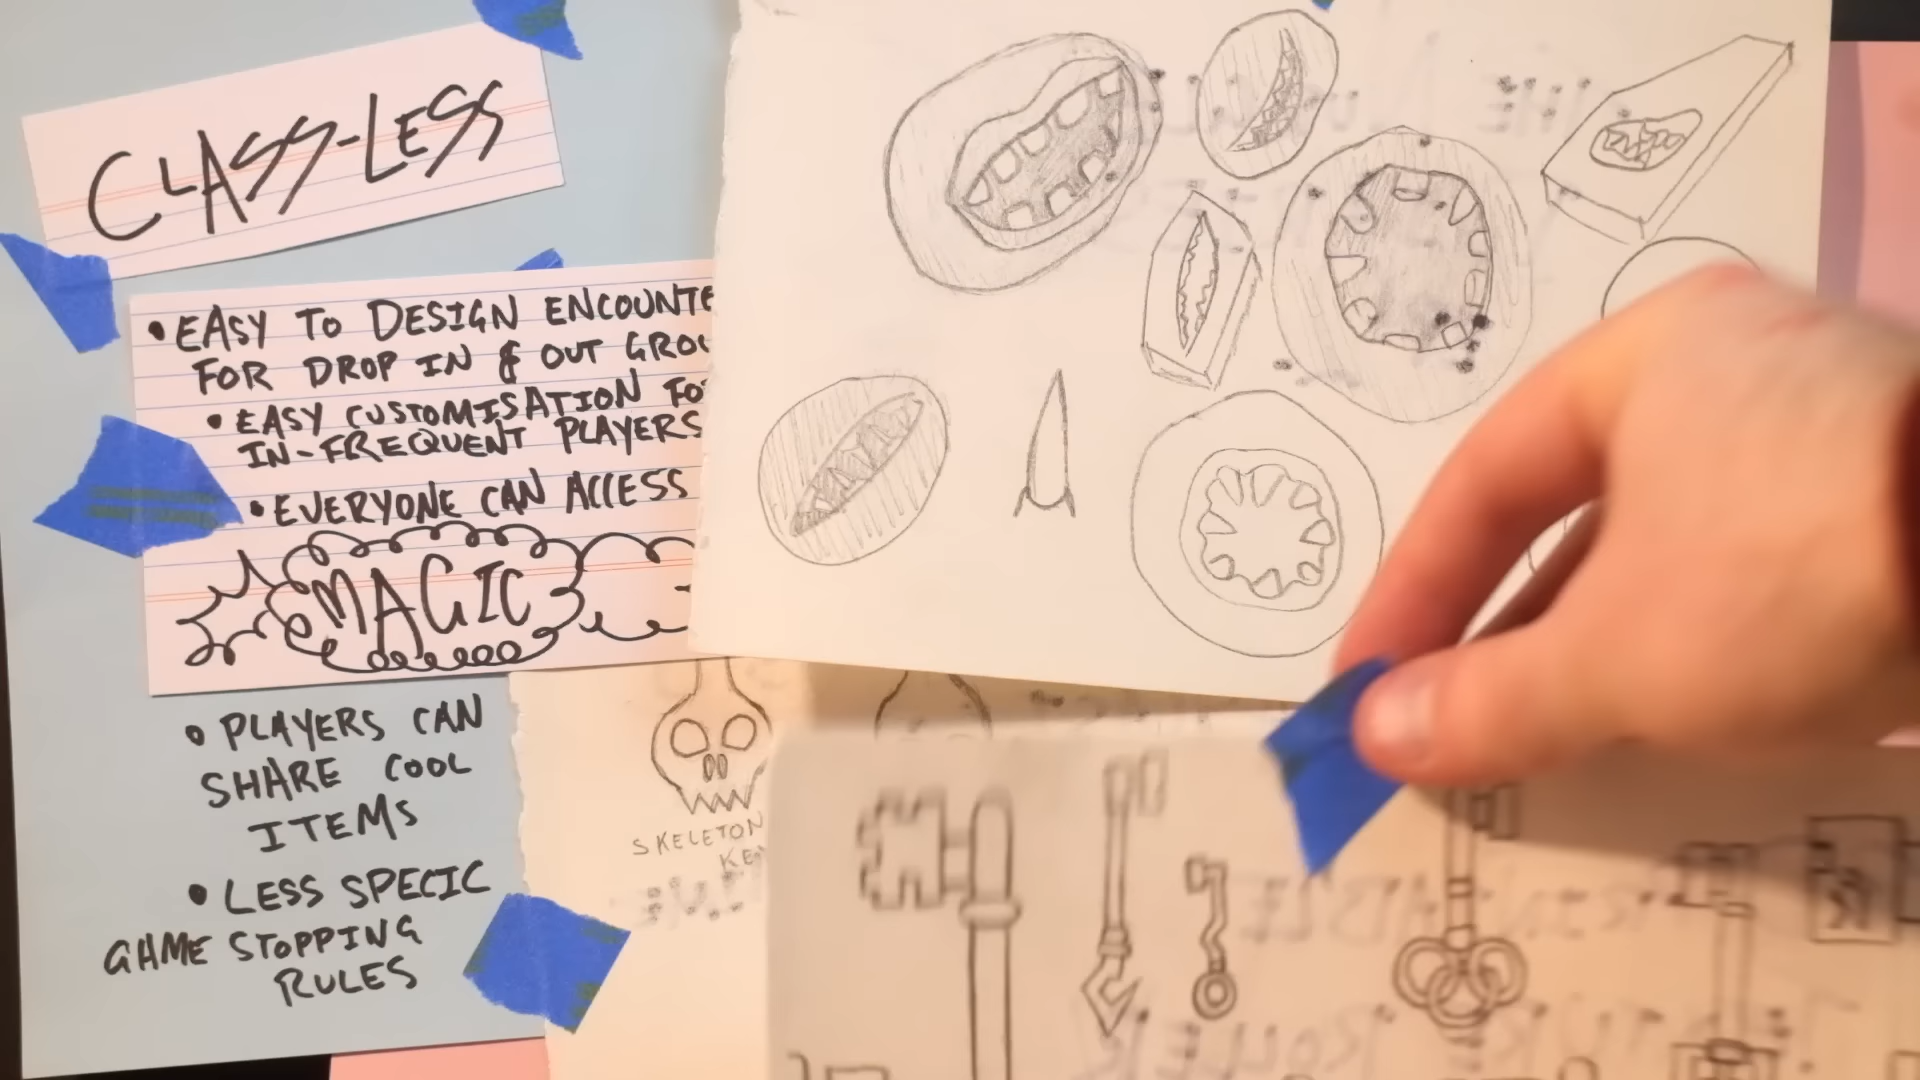 CLASS-LESS
• EASY TO DESIGN ENCOUNTE
FOR DROP IN & OUT GROU
• EASY CUSTOMISATION FO
IN-FREQUENT PLAYERS
• EVERYONE CAN ACCESS
MAGIC
• PLAYERS CAN
SHARE COOL
ITEMS
• LESS SPECIC
GAME STOPPING
RULES
SKELETON
KEY